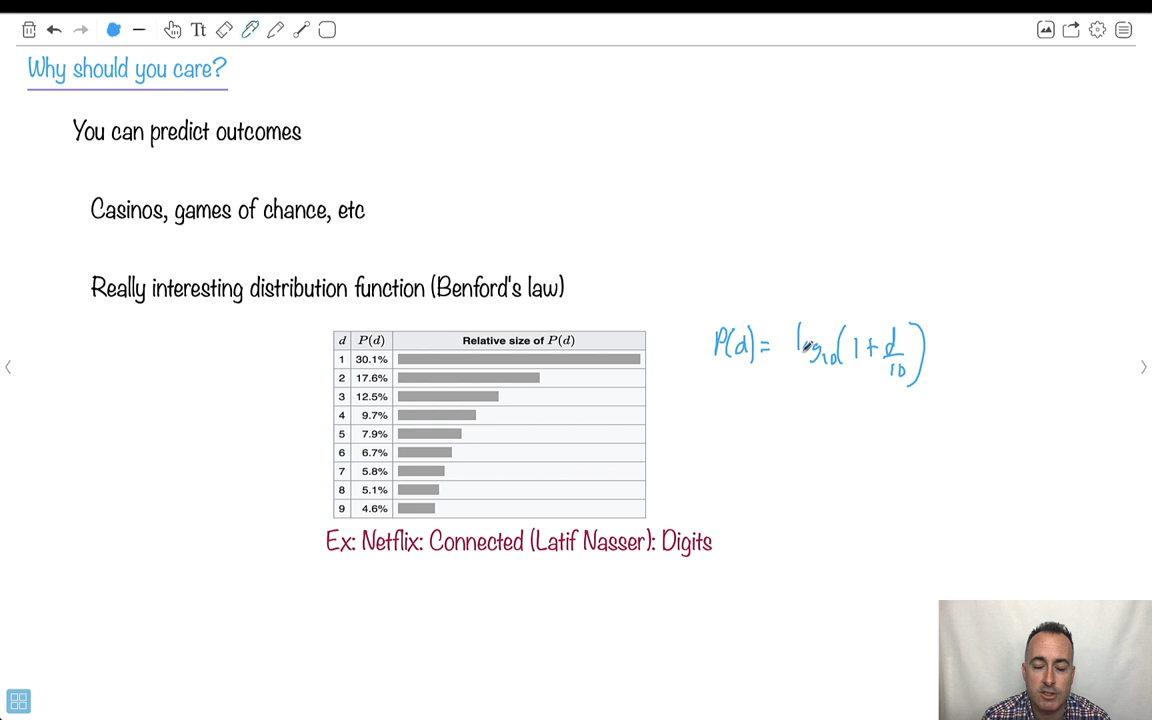 Tt
Why should you care?
You can predict outcomes
Casinos, games of chance, etc
Really interesting distribution function (Benford's law)
d P(d) Relative size of P(d)
1 30.1%
2 17.6%
3 12.5%
4 9.7%
5 7.9%
6 6.7%
7 5.8%
8 5.1%
9 4.6%
P(d) = log10(1 + d/10)
Ex: Netflix: Connected (Latif Nasser): Digits